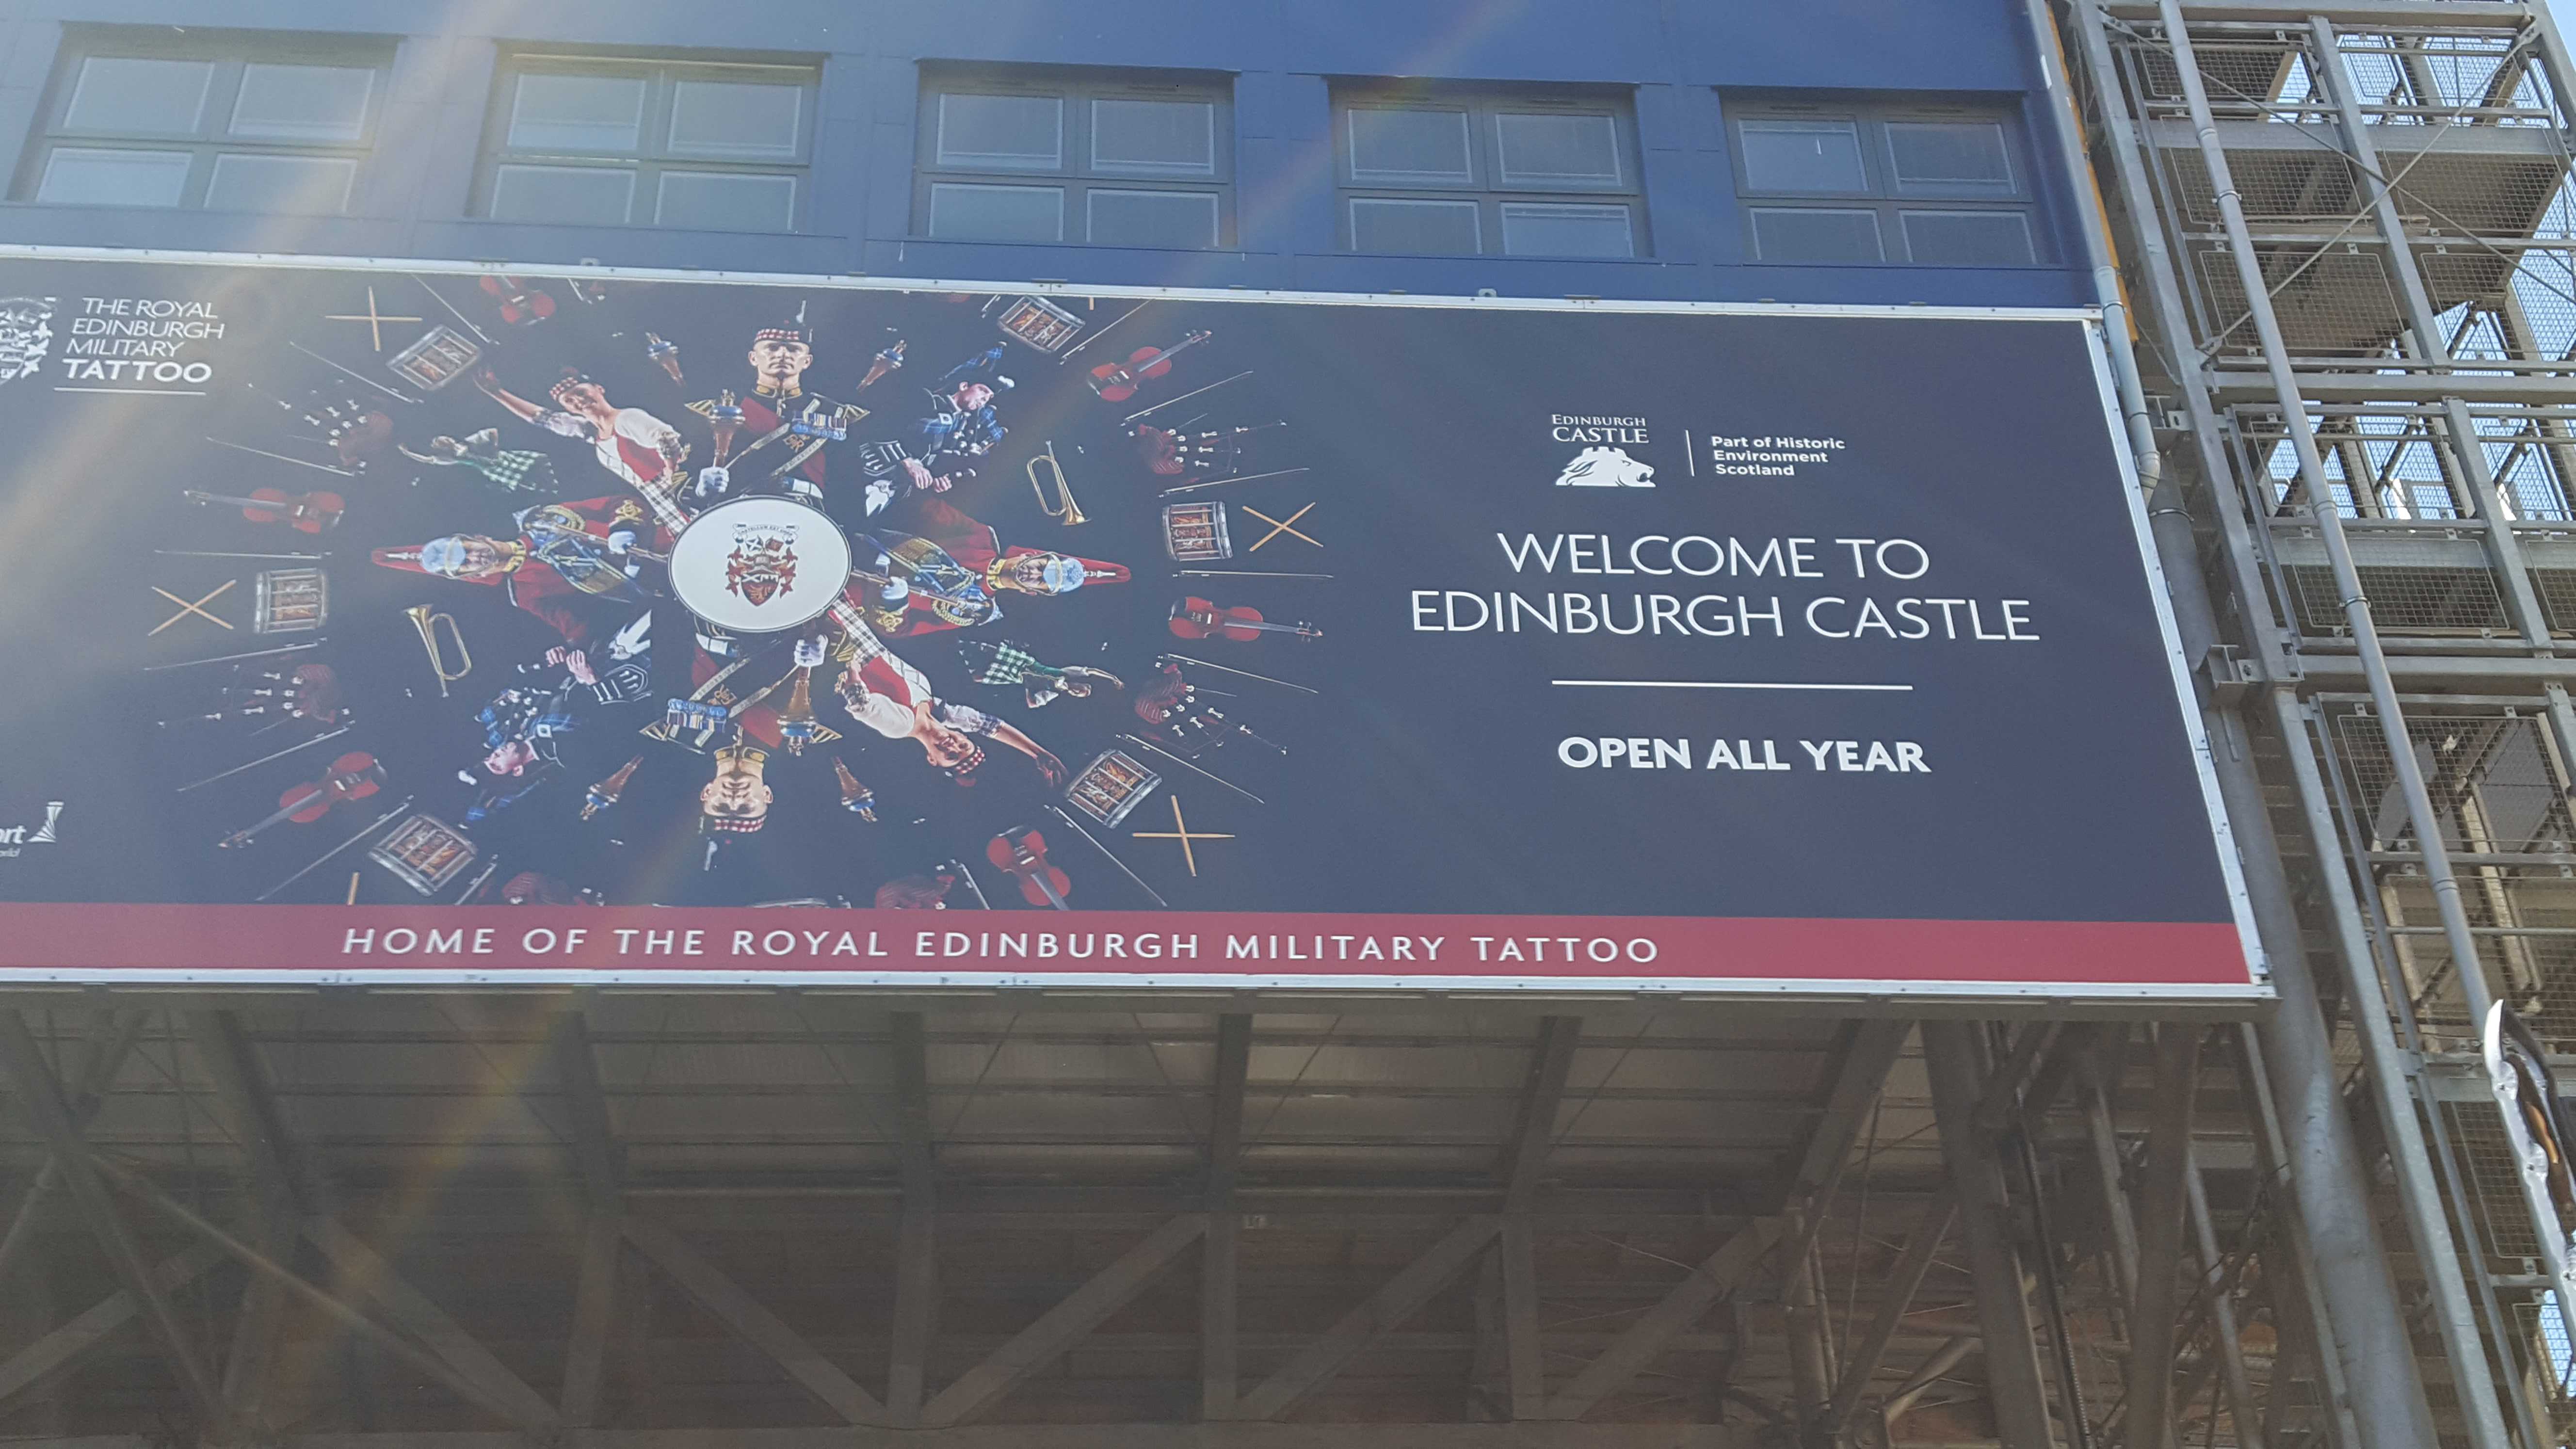 THE ROYAL
EDINBURGH
MILITARY
TATTOO
EDINBURGH
CASTLE
Part of Historic
Environment
Scotland
WELCOME TO
EDINBURGH CASTLE
OPEN ALL YEAR
HOME OF THE ROYAL EDINBURGH MILITARY TATTOO